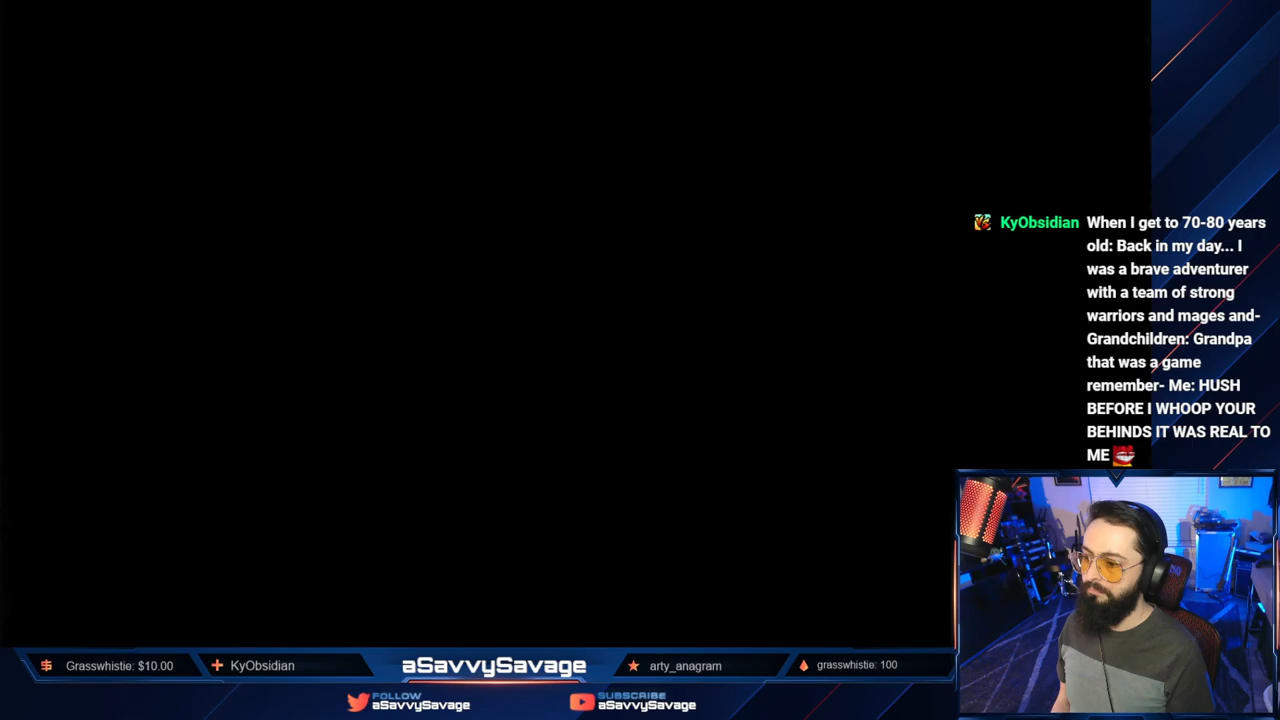 KyObsidian When I get to 70-80 years
old: Back in my day... I
was a brave adventurer
with a team of strong
warriors and mages and-
Grandchildren: Grandpa
that was a game
remember- Me: HUSH
BEFORE I WHOOP YOUR
BEHINDS IT WAS REAL TO
ME
Grasswhistie: $10.00
KyObsidian
aSavvySavage
arty_anagram
grasswhistie: 100
FOLLOW
aSavvySavage
SUBSCRIBE
aSavvySavage